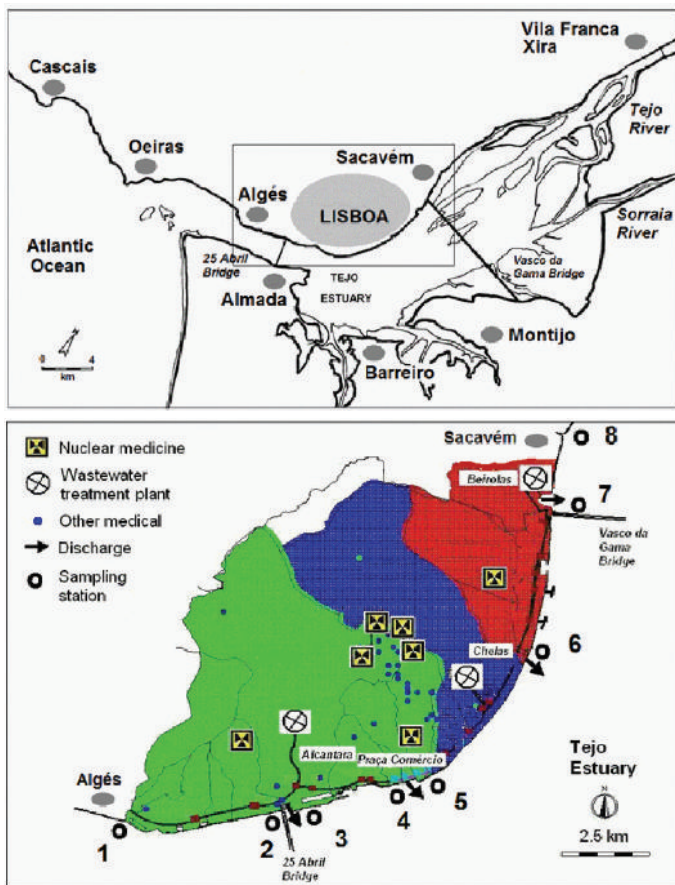 Vila Franca
Xira
Cascais
Tejo
River
Oeiras
Sacavém
Algés
LISBOA
Sorraia
River
Atlantic
Ocean
25 Abril
Bridge
TEJO
ESTUARY
Vasco da
Gama Bridge
Almada
0 4
km
Montijo
Barreiro
Nuclear medicine
Wastewater
treatment plant
Other medical
Discharge
Sampling
station
Sacavém
8
Beirolas
7
Vasco da
Gama
Bridge
6
Chelas
Alcantara
Praça Comércio
Tejo
Estuary
Algés
N
5
4
3
2
1
25 Abril
Bridge
2.5 km